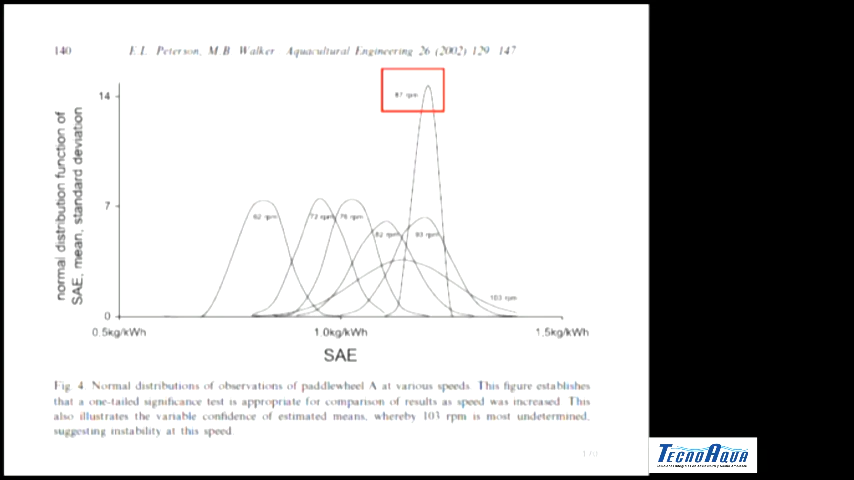 140 E.L. Peterson, M.B. Walker Aquacultural Engineering 26 (2002) 129 147
normal distribution function of
SAE, mean, standard deviation
14
7
0
87 rpm
62 rpm
73 rpm
76 rpm
82 rpm
93 rpm
103 rpm
0.5kg/kWh 1.0kg/kWh 1.5kg/kWh
SAE
Fig 4. Normal distributions of observations of paddlewheel A at various speeds. This figure establishes
that a one-tailed significance test is appropriate for comparison of results as speed was increased. This
also illustrates the variable confidence of estimated means, whereby 103 rpm is most undetermined,
suggesting instability at this speed
TECNOAQUA